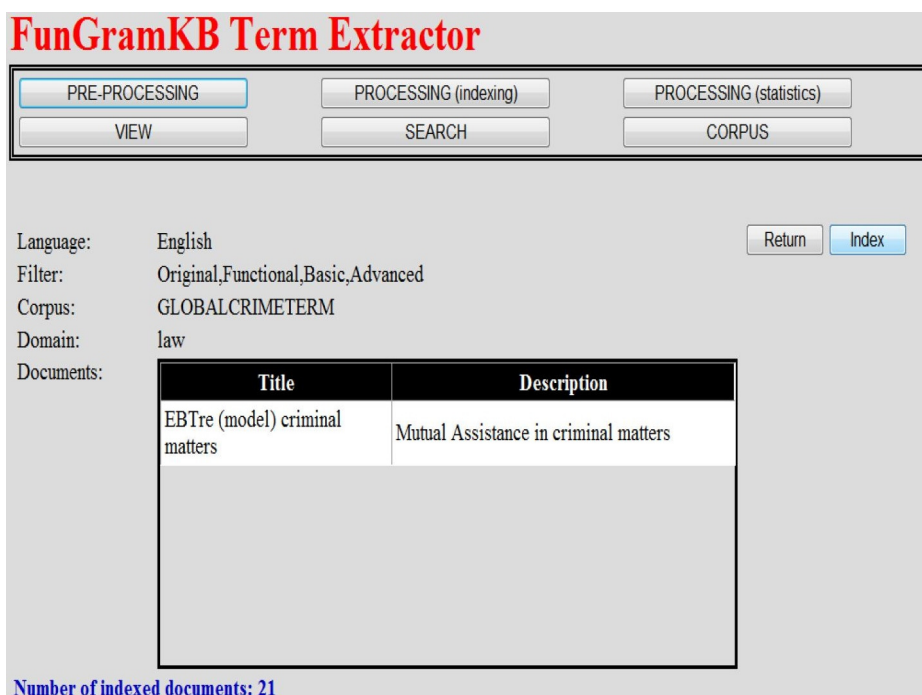 FunGramKB Term Extractor
PRE-PROCESSING PROCESSING (indexing) PROCESSING (statistics)
VIEW SEARCH CORPUS
Language: English Return Index
Filter: Original,Functional,Basic,Advanced
Corpus: GLOBALCRIMETERM
Domain: law
Documents:
Title Description
EBTre (model) criminal
matters
Mutual Assistance in criminal matters
Number of indexed documents: 21